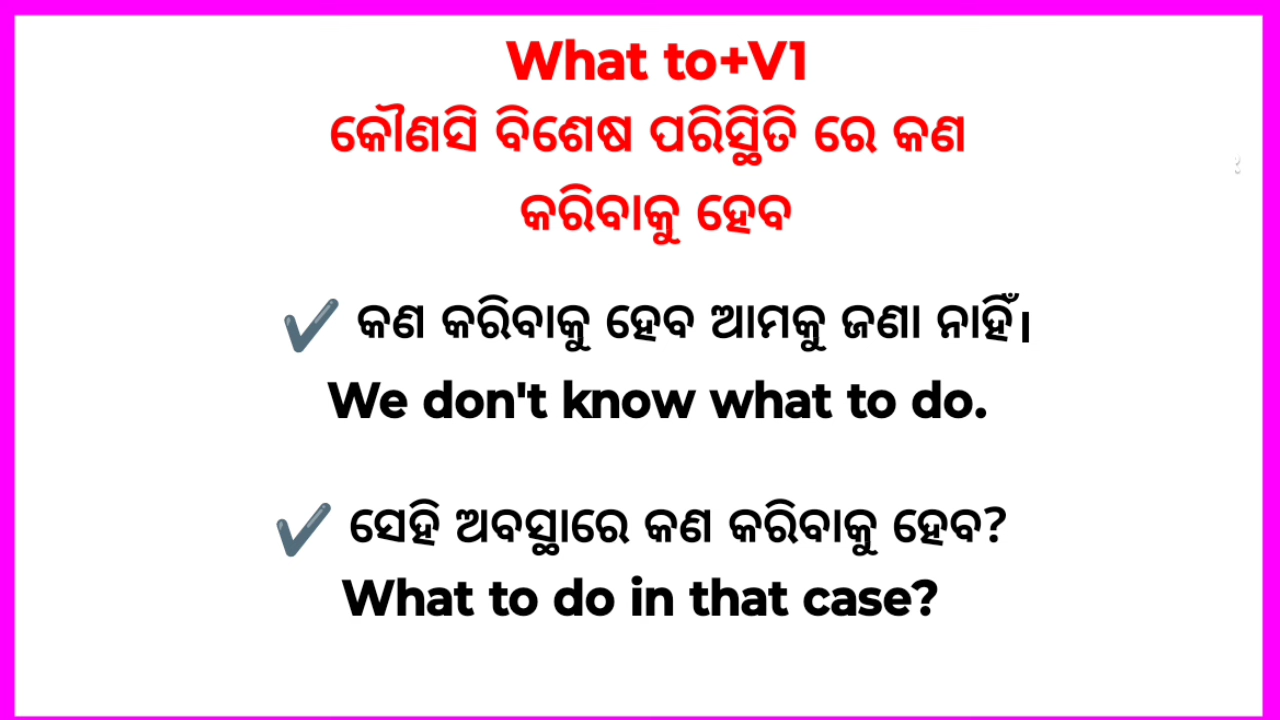 What to+V1
କୌଣସି ବିଶେଷ ପରିସ୍ଥିତି ରେ କଣ
କରିବାକୁ ହେବ
✔ କଣ କରିବାକୁ ହେବ ଆମକୁ ଜଣା ନାହିଁ।
We don't know what to do.
✔ ସେହି ଅବସ୍ଥାରେ କଣ କରିବାକୁ ହେବ?
What to do in that case?